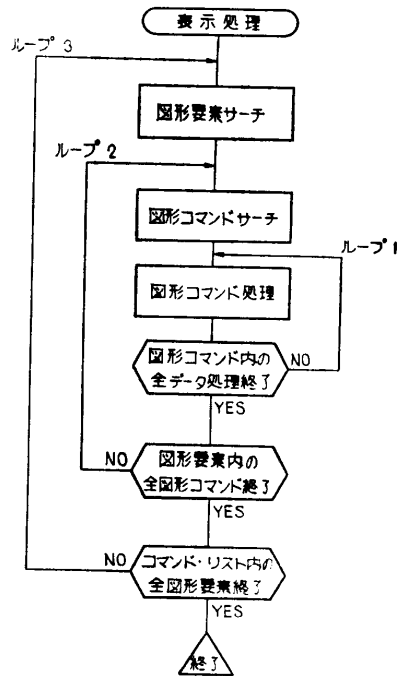 表示処理
ループ3
図形要素サーチ
ループ2
図形コマンドサーチ
ループ1
図形コマンド処理
図形コマンド内の
全データ処理終了
NO
YES
NO
図形要素内の
全図形コマンド終了
YES
NO
コマンド・リスト内の
全図形要素終了
YES
終了